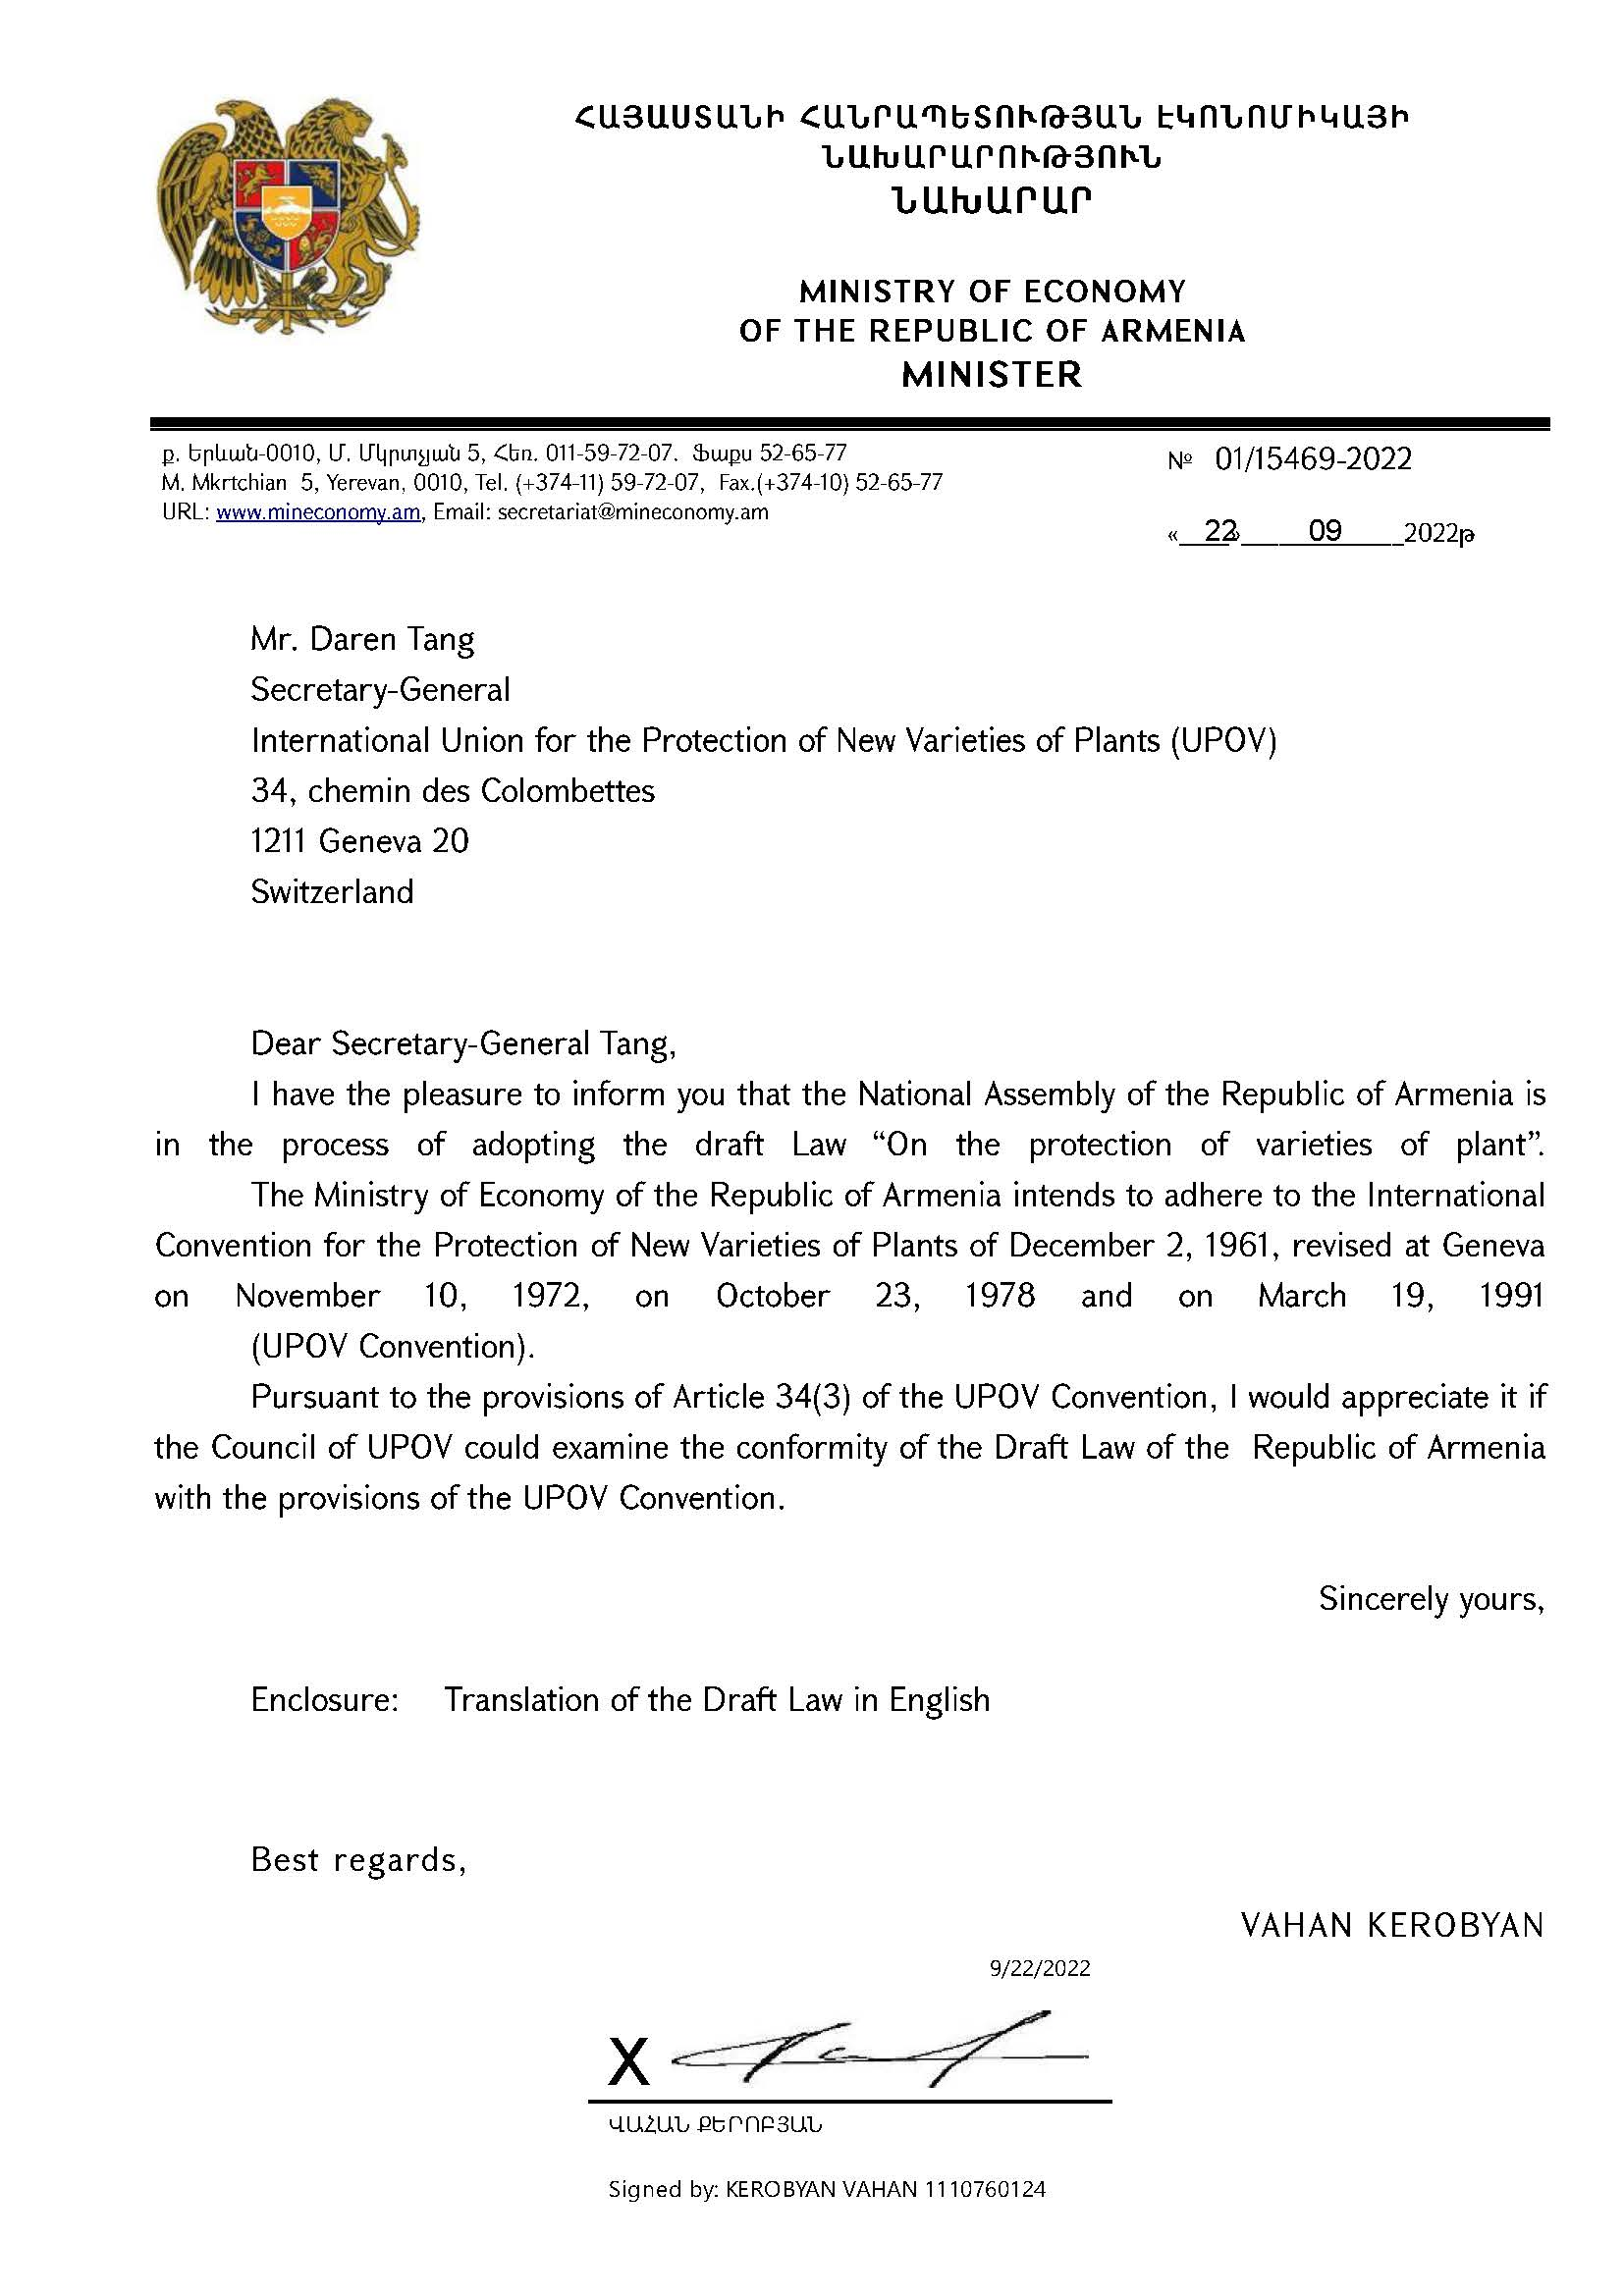 ՀԱՅԱՍՏԱՆԻ ՀԱՆՐԱՊԵՏՈՒԹՅԱՆ ԷԿՈՆՈՄԻԿԱՅԻ
ՆԱԽԱՐԱՐՈՒԹՅՈՒՆ
ՆԱԽԱՐԱՐ
MINISTRY OF ECONOMY
OF THE REPUBLIC OF ARMENIA
MINISTER
ք. Երևան-0010, Մ. Մկրտչյան 5, Հեռ. 011-59-72-07. Ֆաքս 52-65-77
M. Mkrtchian 5, Yerevan, 0010, Tel. (+374-11) 59-72-07, Fax.(+374-10) 52-65-77
URL: www.mineconomy.am, Email: secretariat@mineconomy.am
№ 01/15469-2022
«__22»____09____2022թ
Mr. Daren Tang
Secretary-General
International Union for the Protection of New Varieties of Plants (UPOV)
34, chemin des Colombettes
1211 Geneva 20
Switzerland
Dear Secretary-General Tang,
I have the pleasure to inform you that the National Assembly of the Republic of Armenia is
in the process of adopting the draft Law “On the protection of varieties of plant”.
The Ministry of Economy of the Republic of Armenia intends to adhere to the International
Convention for the Protection of New Varieties of Plants of December 2, 1961, revised at Geneva
on November 10, 1972, on October 23, 1978 and on March 19, 1991
(UPOV Convention).
Pursuant to the provisions of Article 34(3) of the UPOV Convention, I would appreciate it if
the Council of UPOV could examine the conformity of the Draft Law of the Republic of Armenia
with the provisions of the UPOV Convention.
Sincerely yours,
Enclosure: Translation of the Draft Law in English
Best regards,
VAHAN KEROBYAN
9/22/2022
X
ՎԱՀԱՆ ՔԵՐՈԲՅԱՆ
Signed by: KEROBYAN VAHAN 1110760124